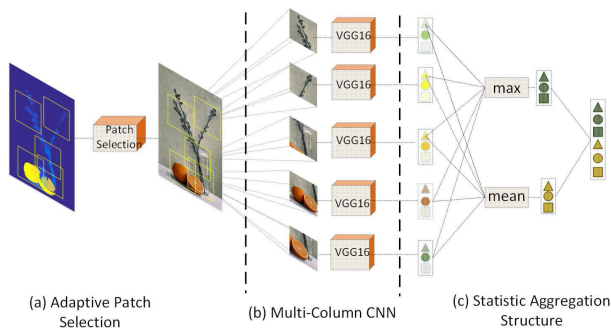 Patch
Selection
VGG16
VGG16
VGG16
VGG16
VGG16
max
mean
(a) Adaptive Patch
Selection
(b) Multi-Column CNN
(c) Statistic Aggregation
Structure